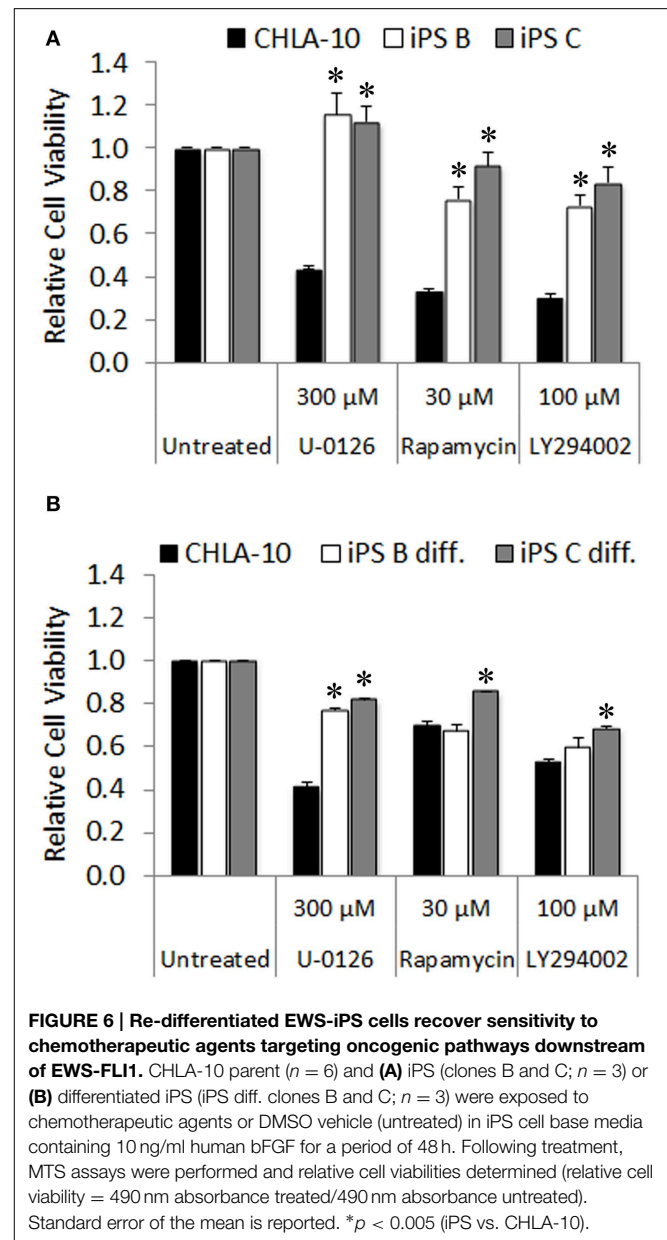 A
CHLA-10 iPS B iPS C
1.4
1.2
1.0
0.8
0.6
0.4
0.2
0.0
Relative Cell Viability
* * * * * *
300 µM 30 µM 100 µM
Untreated U-0126 Rapamycin LY294002
B
CHLA-10 iPS B diff. iPS C diff.
1.4
1.2
1.0
0.8
0.6
0.4
0.2
0.0
Relative Cell Viability
* * * *
300 µM 30 µM 100 µM
Untreated U-0126 Rapamycin LY294002
FIGURE 6 | Re-differentiated EWS-iPS cells recover sensitivity to
chemotherapeutic agents targeting oncogenic pathways downstream
of EWS-FLI1. CHLA-10 parent (n = 6) and (A) iPS (clones B and C; n = 3) or
(B) differentiated iPS (iPS diff. clones B and C; n = 3) were exposed to
chemotherapeutic agents or DMSO vehicle (untreated) in iPS cell base media
containing 10 ng/ml human bFGF for a period of 48 h. Following treatment,
MTS assays were performed and relative cell viabilities determined (relative cell
viability = 490 nm absorbance treated/490 nm absorbance untreated).
Standard error of the mean is reported. *p < 0.005 (iPS vs. CHLA-10).